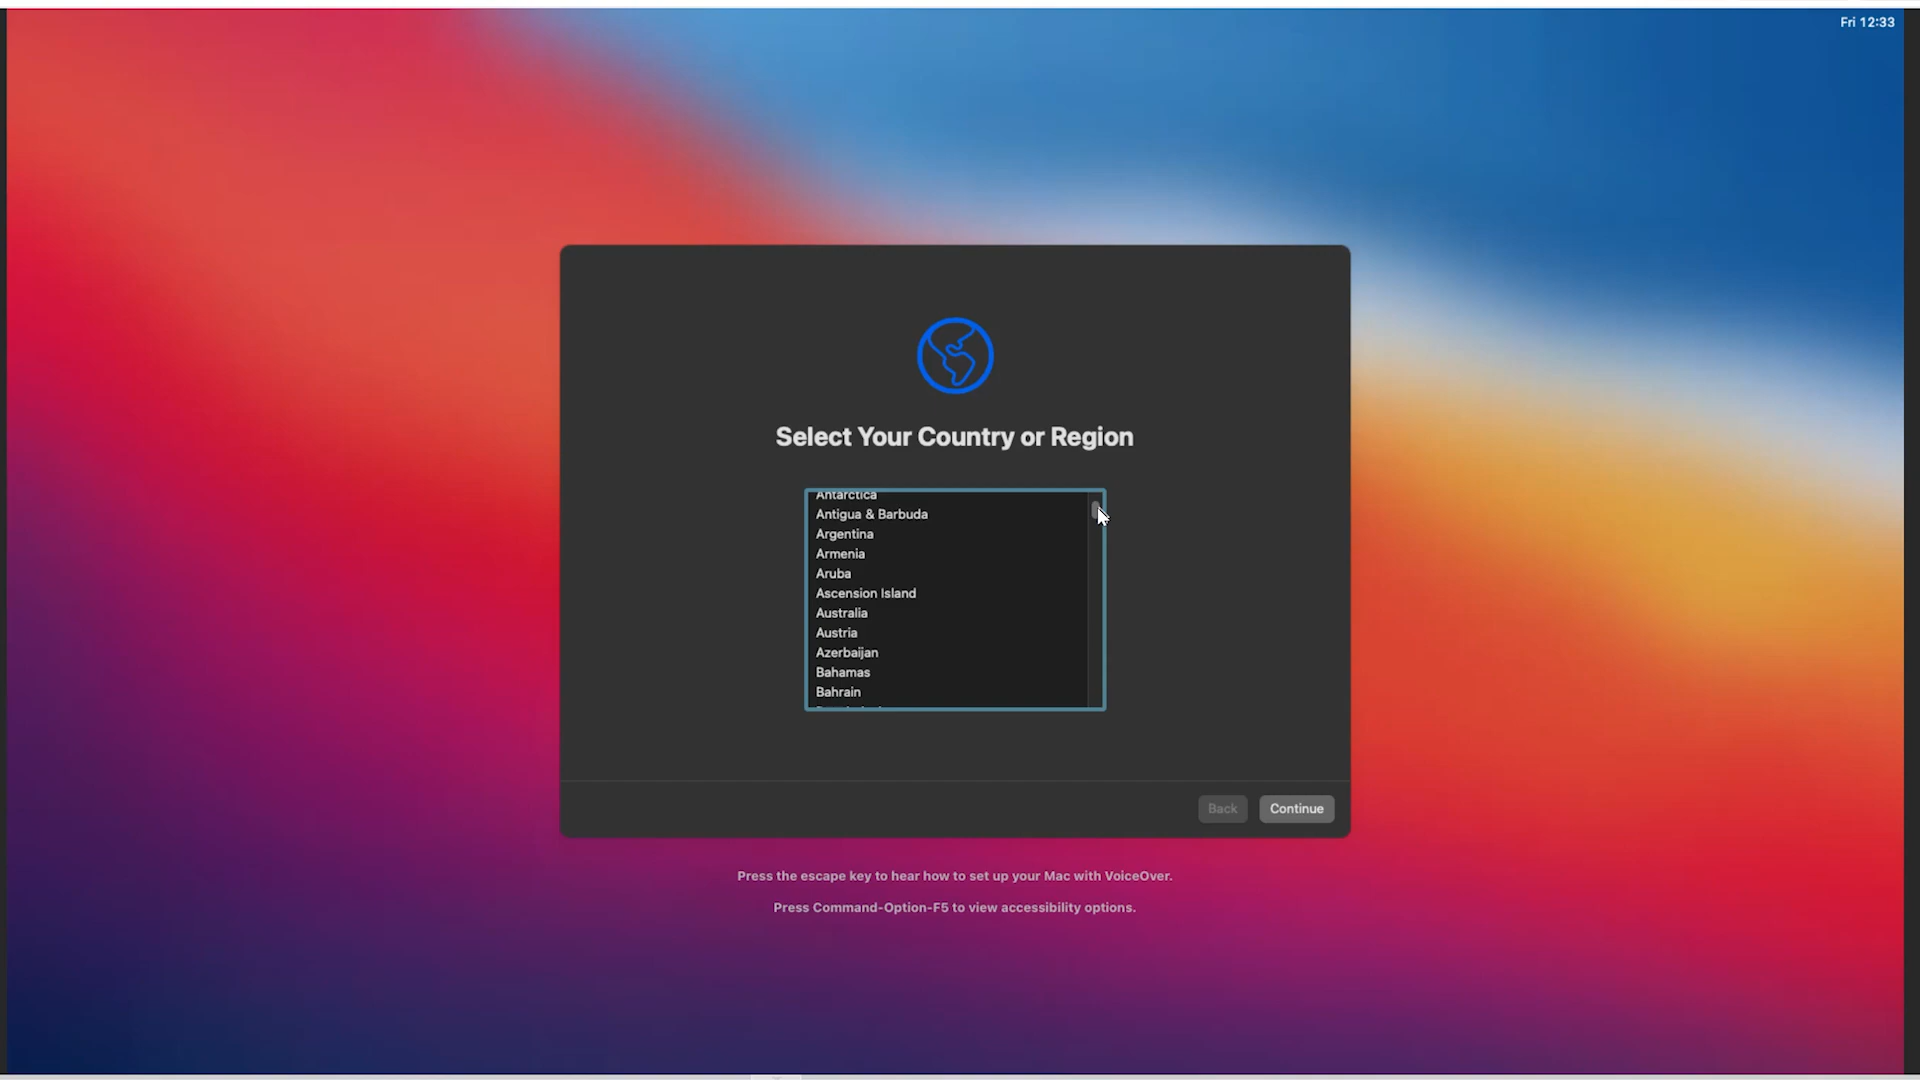 Fri 12:33
Select Your Country or Region
Antarctica
Antigua & Barbuda
Argentina
Armenia
Aruba
Ascension Island
Australia
Austria
Azerbaijan
Bahamas
Bahrain
Back Continue
Press the escape key to hear how to set up your Mac with VoiceOver.
Press Command-Option-F5 to view accessibility options.